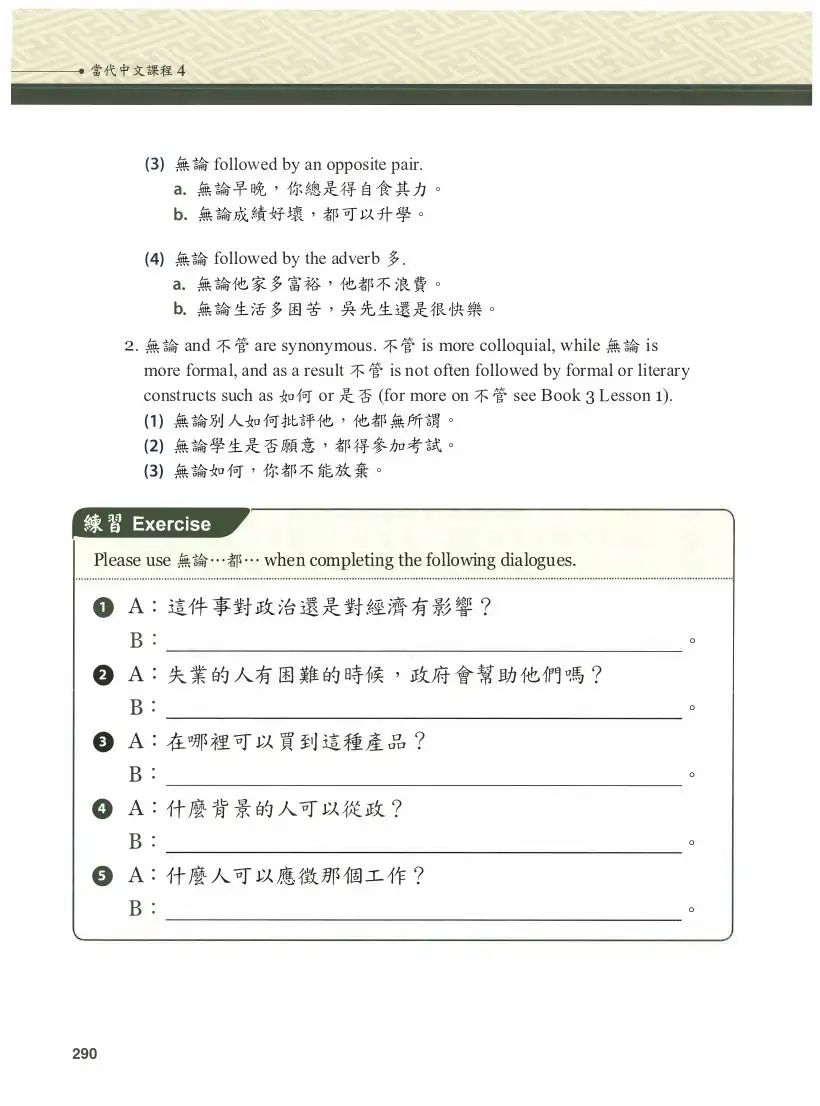 當代中文課程 4
(3) 無論 followed by an opposite pair.
a. 無論早晚，你總是得自食其力。
b. 無論成績好壞，都可以升學。
(4) 無論 followed by the adverb 多.
a. 無論他家多富裕，他都不浪費。
b. 無論生活多困苦，吳先生還是很快樂。
2. 無論 and 不管 are synonymous. 不管 is more colloquial, while 無論 is
more formal, and as a result 不管 is not often followed by formal or literary
constructs such as 如何 or 是否 (for more on 不管 see Book 3 Lesson 1).
(1) 無論別人如何批評他，他都無所謂。
(2) 無論學生是否願意，都得參加考試。
(3) 無論如何，你都不能放棄。
練習 Exercise
Please use 無論…都… when completing the following dialogues.
1 A：這件事對政治還是對經濟有影響？
B：。
2 A：失業的人有困難的時候，政府會幫助他們嗎？
B：。
3 A：在哪裡可以買到這種產品？
B：。
4 A：什麼背景的人可以從政？
B：。
5 A：什麼人可以應徵那個工作？
B：。
290